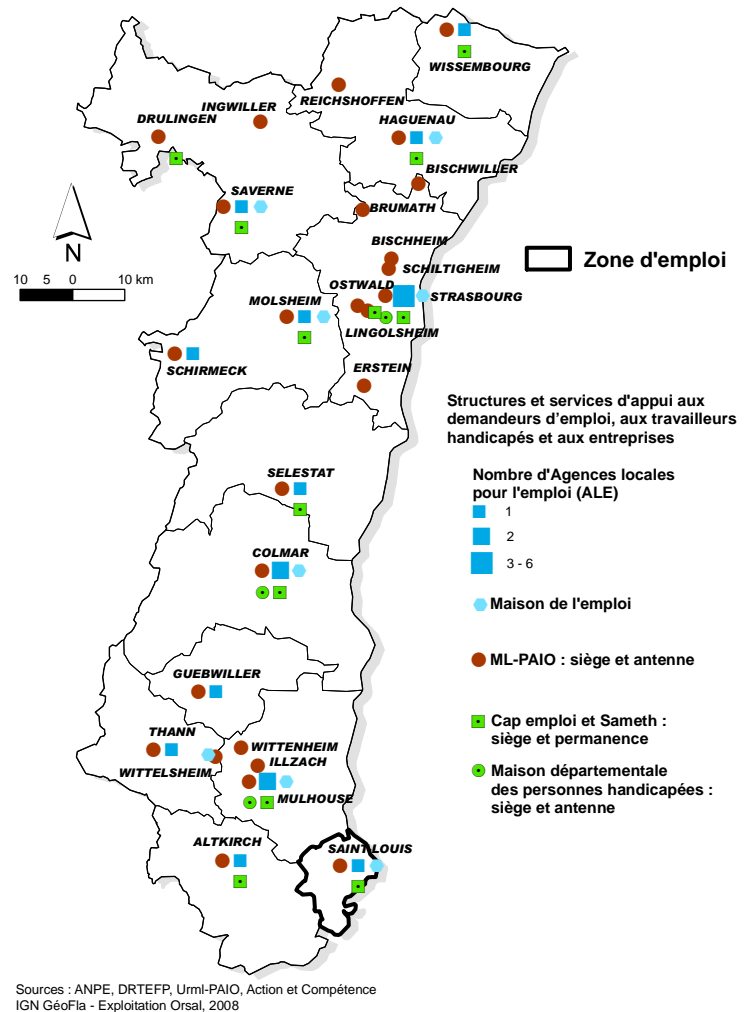 WISSEMBOURG
REICHSHOFFEN
INGWILLER
DRULINGEN
HAGUENAU
BISCHWILLER
SAVERNE
BRUMATH
N
10 5 0 10 km
BISCHHEIM
SCHILTIGHEIM
OSTWALD
STRASBOURG
MOLSHEIM
LINGOLSHEIM
SCHIRMECK
ERSTEIN
SELESTAT
COLMAR
GUEBWILLER
THANN
WITTELSHEIM
WITTENHEIM
ILLZACH
MULHOUSE
ALTKIRCH
SAINT-LOUIS
Zone d'emploi
Structures et services d'appui aux
demandeurs d'emploi, aux travailleurs
handicapés et aux entreprises
Nombre d'Agences locales
pour l'emploi (ALE)
1
2
3 - 6
Maison de l'emploi
ML-PAIO : siège et antenne
Cap emploi et Sameth :
siège et permanence
Maison départementale
des personnes handicapées :
siège et antenne
Sources : ANPE, DRTEFP, Urml-PAIO, Action et Compétence
IGN GéoFla - Exploitation Orsal, 2008